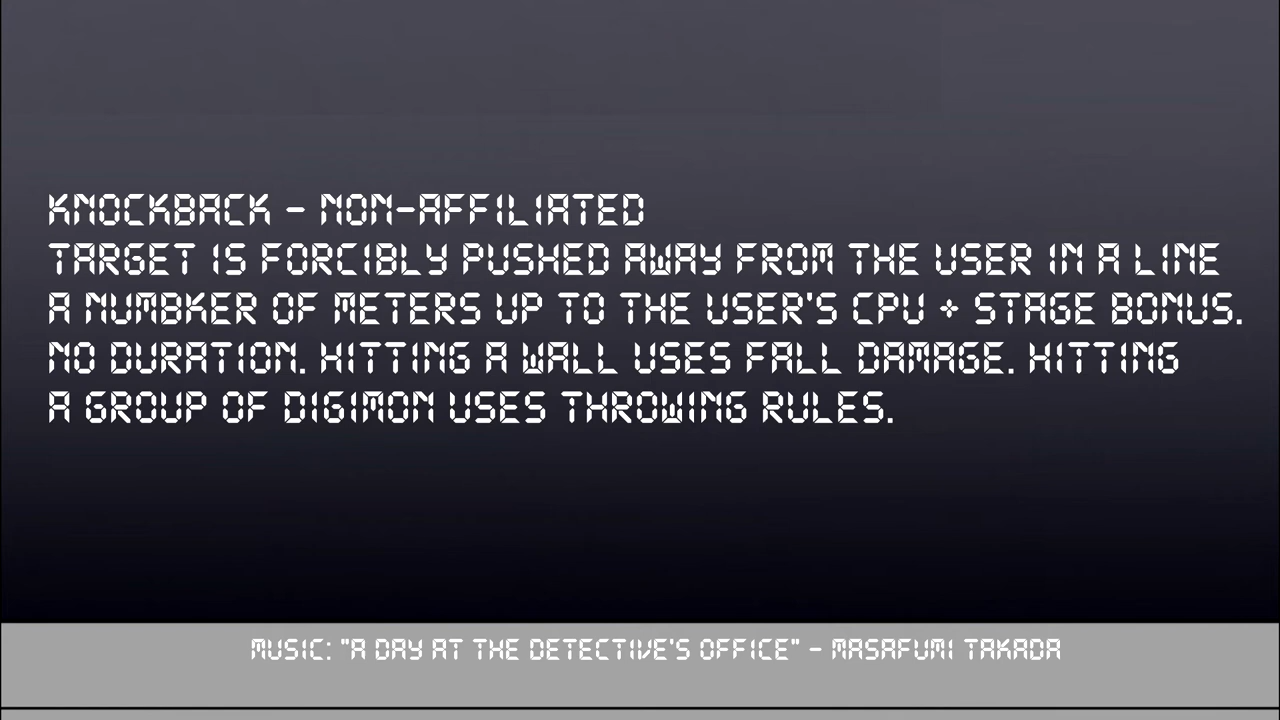 KNOCKBACK - NON-AFFILIATED
TARGET IS FORCIBLY PUSHED AWAY FROM THE USER IN A LINE
A NUMBKER OF METERS UP TO THE USER'S CPU + STAGE BONUS.
NO DURATION. HITTING A WALL USES FALL DAMAGE. HITTING
A GROUP OF DIGIMON USES THROWING RULES.
MUSIC: "A DAY AT THE DETECTIVE'S OFFICE" - MASAFUMI TAKADA